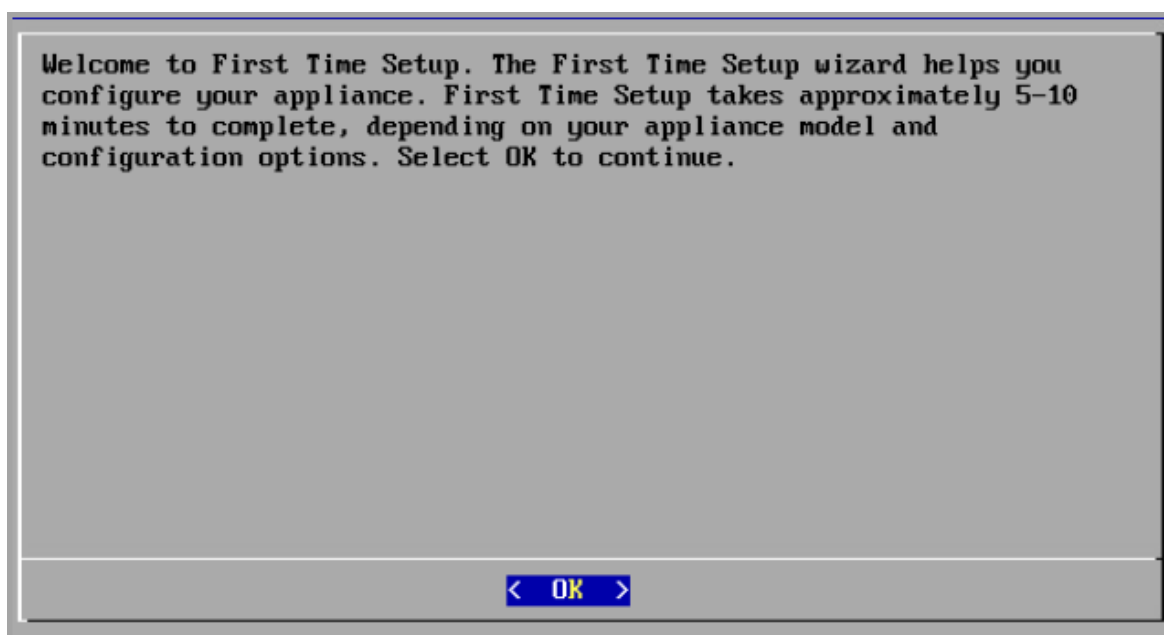 Welcome to First Time Setup. The First Time Setup wizard helps you
configure your appliance. First Time Setup takes approximately 5-10
minutes to complete, depending on your appliance model and
configuration options. Select OK to continue.
< OK >